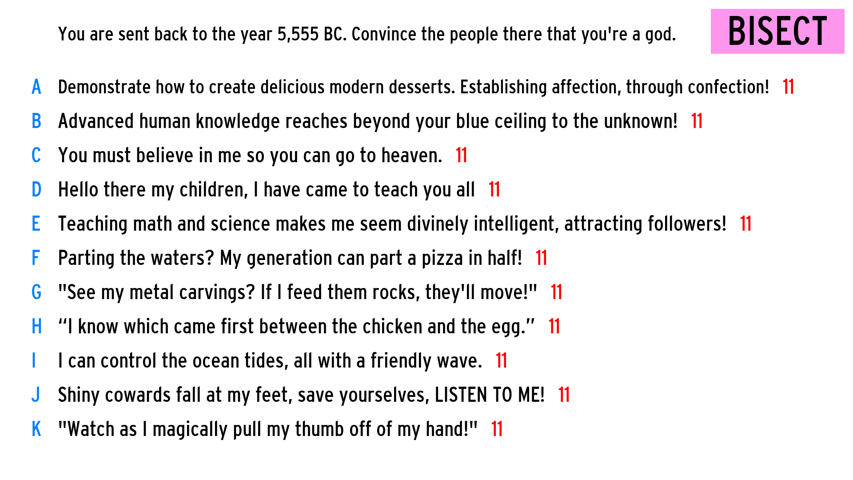 You are sent back to the year 5,555 BC. Convince the people there that you're a god.
BISECT
A Demonstrate how to create delicious modern desserts. Establishing affection, through confection! 11
B Advanced human knowledge reaches beyond your blue ceiling to the unknown! 11
C You must believe in me so you can go to heaven. 11
D Hello there my children, I have came to teach you all 11
E Teaching math and science makes me seem divinely intelligent, attracting followers! 11
F Parting the waters? My generation can part a pizza in half! 11
G "See my metal carvings? If I feed them rocks, they'll move!" 11
H “I know which came first between the chicken and the egg.” 11
I I can control the ocean tides, all with a friendly wave. 11
J Shiny cowards fall at my feet, save yourselves, LISTEN TO ME! 11
K "Watch as I magically pull my thumb off of my hand!" 11